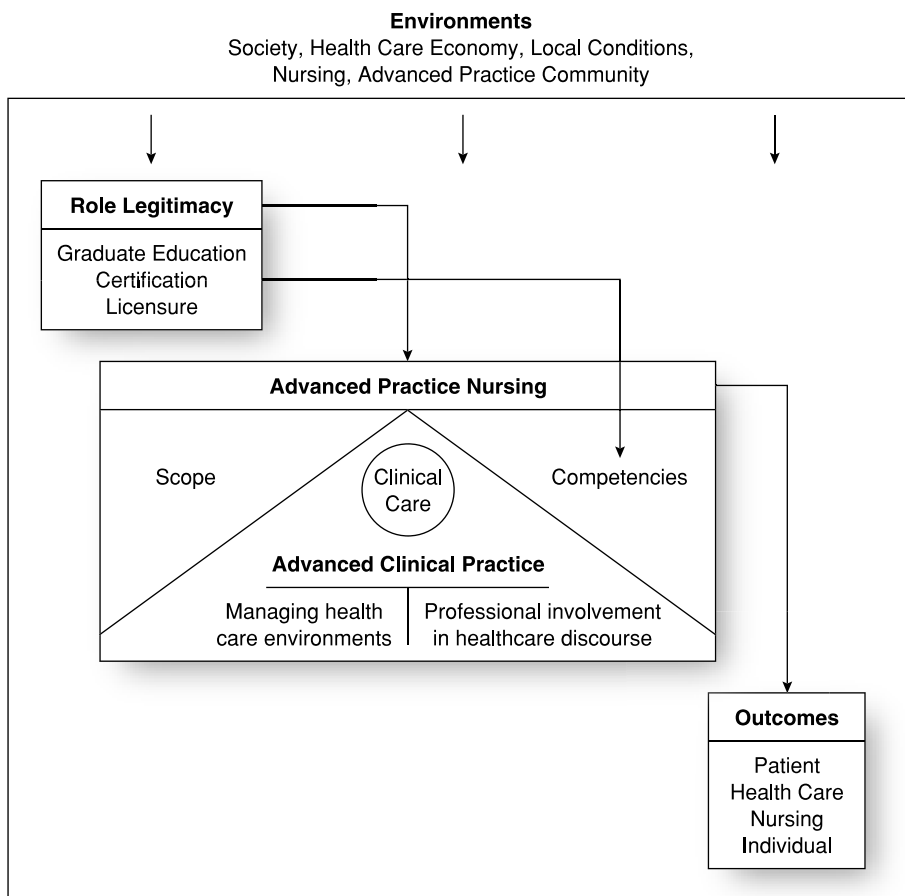 Environments
Society, Health Care Economy, Local Conditions,
Nursing, Advanced Practice Community
Role Legitimacy
Graduate Education
Certification
Licensure
Advanced Practice Nursing
Scope
Clinical
Care
Competencies
Advanced Clinical Practice
Managing health
care environments
Professional involvement
in healthcare discourse
Outcomes
Patient
Health Care
Nursing
Individual